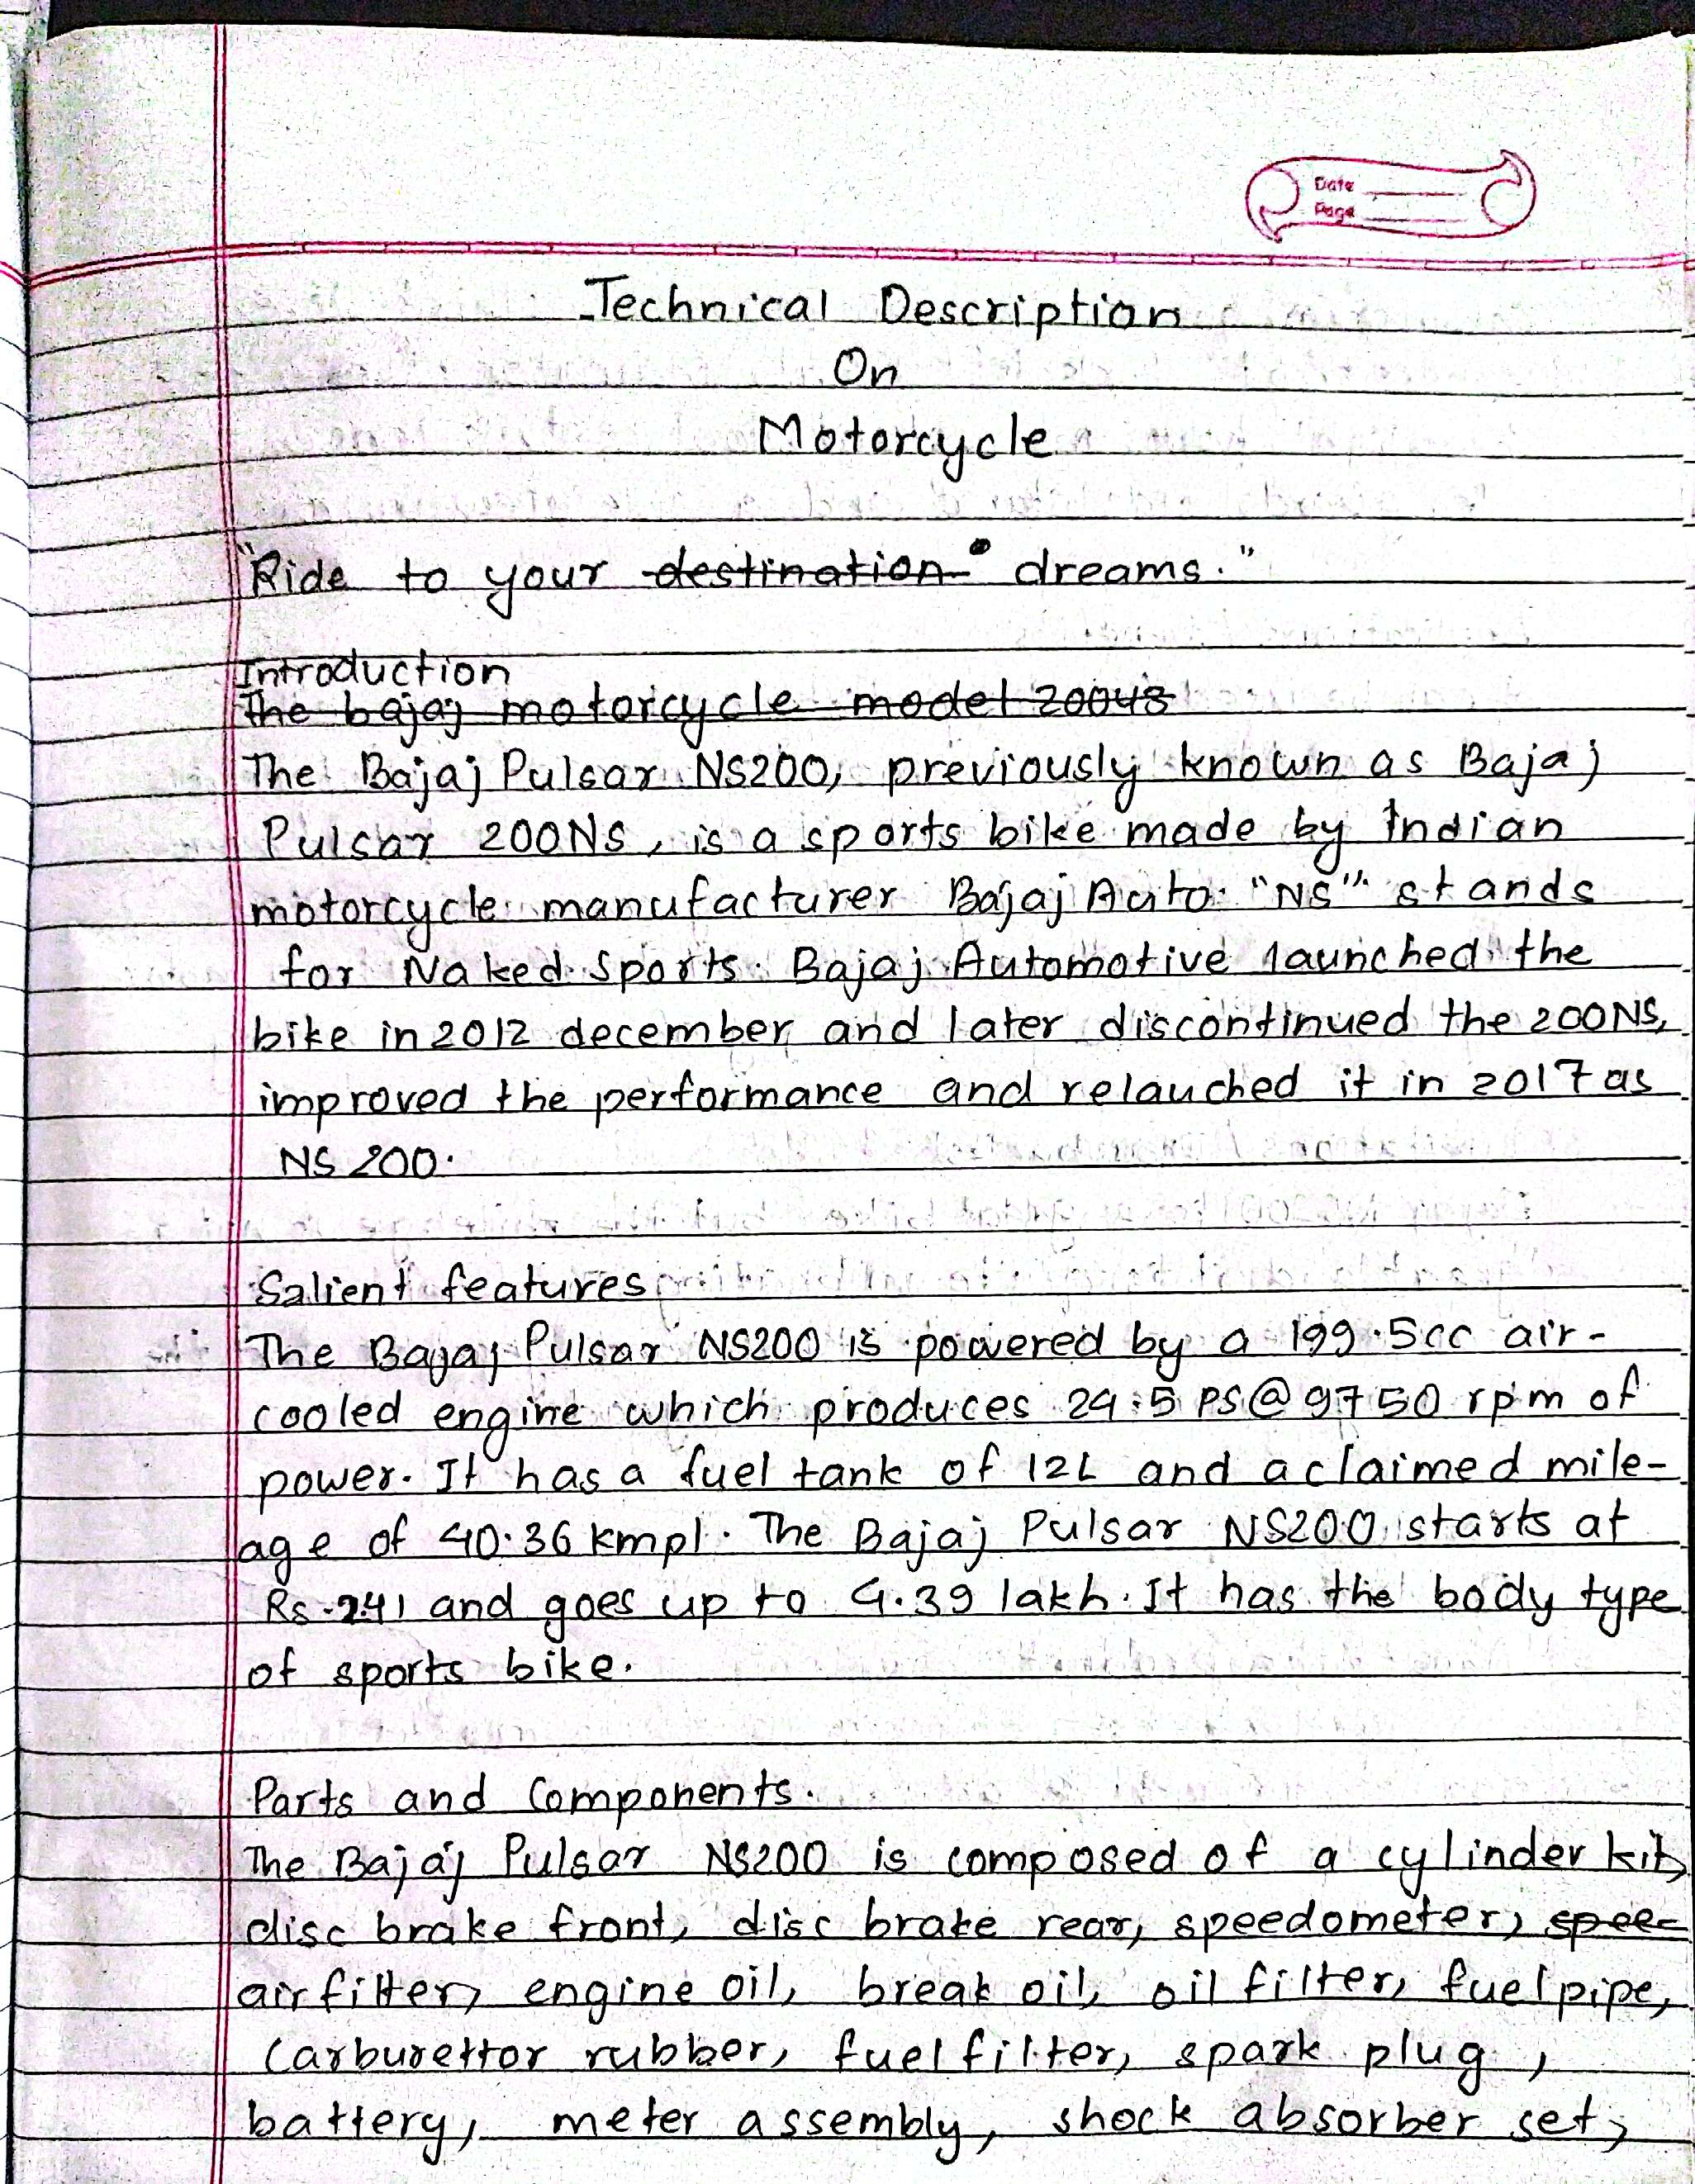 Date
Page
Technical Description
On
Motorcycle
"Ride to your destination dreams."
Introduction
The bajaj motorcycle model
The Bajaj Pulsar NS200, previously known as Bajaj
Pulsar 200NS, is a sports bike made by Indian
motorcycle manufacturer Bajaj Auto. "NS" stands
for Naked Sports. Bajaj Automotive launched the
bike in 2012 december and later discontinued the 200NS,
improved the performance and relauched it in 2017 as
NS 200.
Salient features
The Bajaj Pulsar NS200 is powered by a 199.5cc air-
cooled engine which produces 24.5 PS@9750 rpm of
power. It has a fuel tank of 12L and a claimed mile-
age of 40.36 kmpl. The Bajaj Pulsar NS200 starts at
Rs. 2.41 and goes up to 4.39 lakh. It has the body type
of sports bike.
Parts and Components.
The Bajaj Pulsar NS200 is composed of a cylinder kit,
disc brake front, disc brake rear, speedometer, spee-
air filter, engine oil, break oil, oil filter, fuel pipe,
Carburettor rubber, fuel filter, spark plug,
battery, meter assembly, shock absorber set,